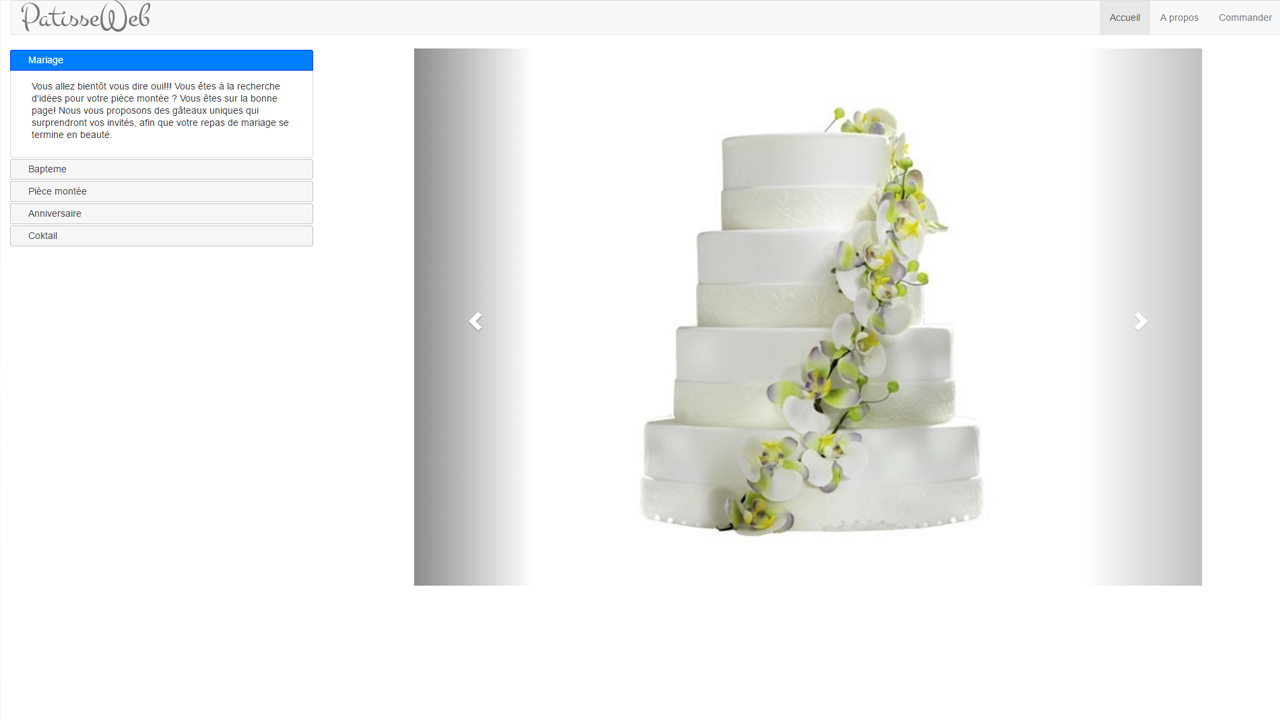 PatisseWeb
Accueil
A propos
Commander
Mariage
Vous allez bientôt vous dire oui!!! Vous êtes à la recherche
d'idées pour votre pièce montée ? Vous êtes sur la bonne
page! Nous vous proposons des gâteaux uniques qui
surprendront vos invités, afin que votre repas de mariage se
termine en beauté.
Bapteme
Pièce montée
Anniversaire
Coktail